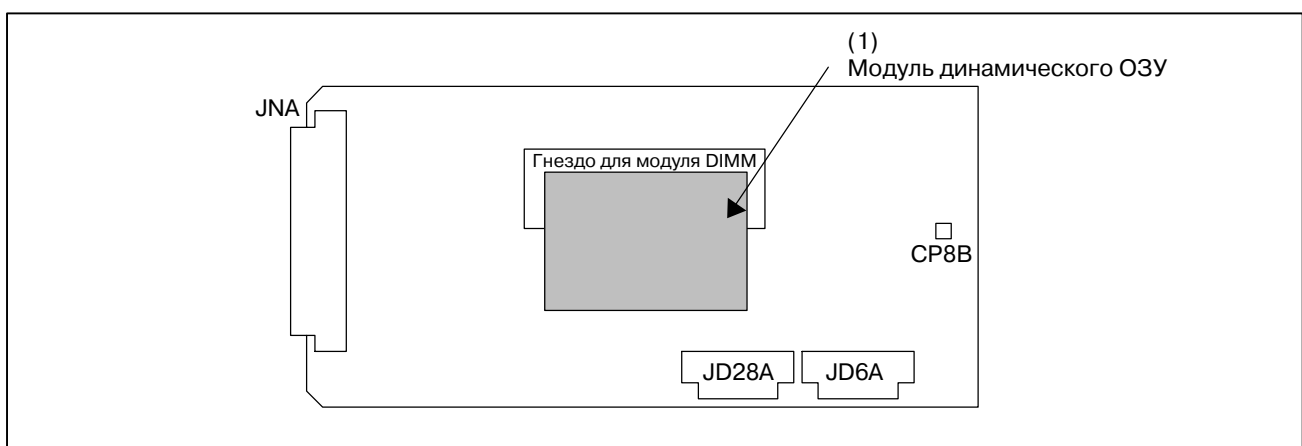 (1)
Модуль динамического ОЗУ
JNA
Гнездо для модуля DIMM
CP8B
JD28A
JD6A